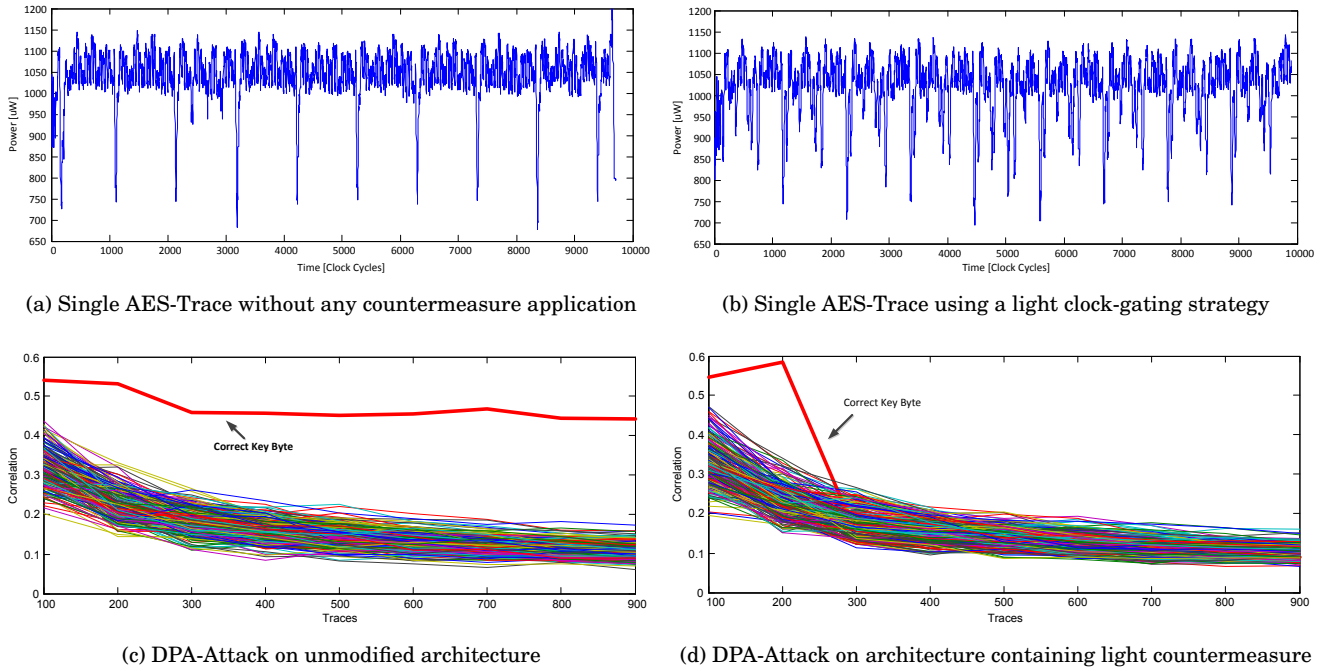 1200
1150
1100
1050
1000
950
900
850
800
750
700
650
Power [uW]
0 1000 2000 3000 4000 5000 6000 7000 8000 9000 10000
Time [Clock Cycles]
(a) Single AES-Trace without any countermeasure application
1200
1150
1100
1050
1000
950
900
850
800
750
700
650
Power [uW]
0 1000 2000 3000 4000 5000 6000 7000 8000 9000 10000
Time [Clock Cycles]
(b) Single AES-Trace using a light clock-gating strategy
0.6
0.5
0.4
0.3
0.2
0.1
0
Correlation
Correct Key Byte
100 200 300 400 500 600 700 800 900
Traces
(c) DPA-Attack on unmodified architecture
0.6
0.5
0.4
0.3
0.2
0.1
0
Correlation
Correct Key Byte
100 200 300 400 500 600 700 800 900
Traces
(d) DPA-Attack on architecture containing light countermeasure